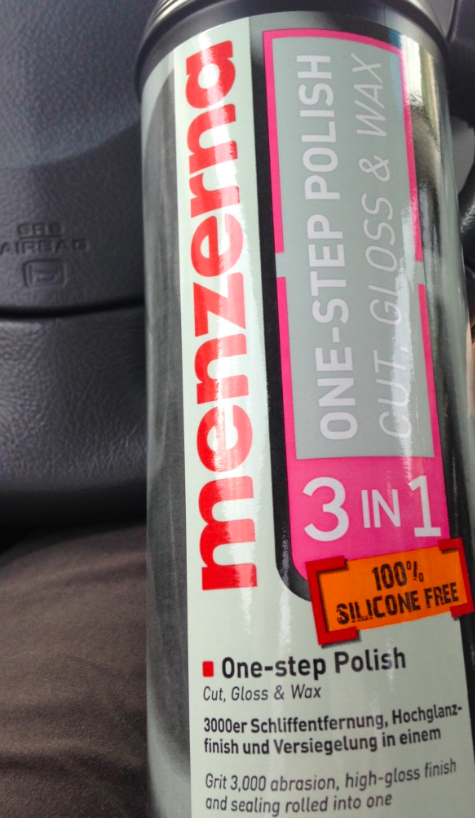 SRS
AIRBAG
menzerna
ONE-STEP POLISH
CUT, GLOSS & WAX
3 IN 1
100%
SILICONE FREE
One-step Polish
Cut, Gloss & Wax
3000er Schliffentfernung, Hochglanz-
finish und Versiegelung in einem
Grit 3,000 abrasion, high-gloss finish
and sealing rolled into one